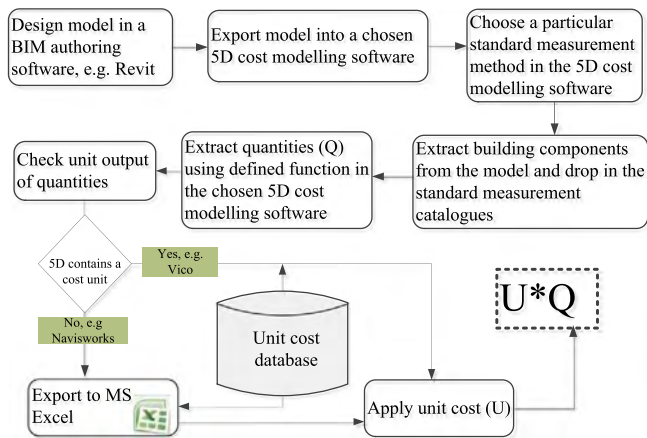 Design model in a
BIM authoring
software, e.g. Revit
Export model into a chosen
5D cost modelling software
Choose a particular
standard measurement
method in the 5D cost
modelling software
Check unit output
of quantities
Extract quantities (Q)
using defined function in
the chosen 5D cost
modelling software
Extract building components
from the model and drop in the
standard measurement
catalogues
5D contains a
cost unit
Yes, e.g.
Vico
No, e.g
Navisworks
Unit cost
database
U*Q
Export to MS
Excel
Apply unit cost (U)